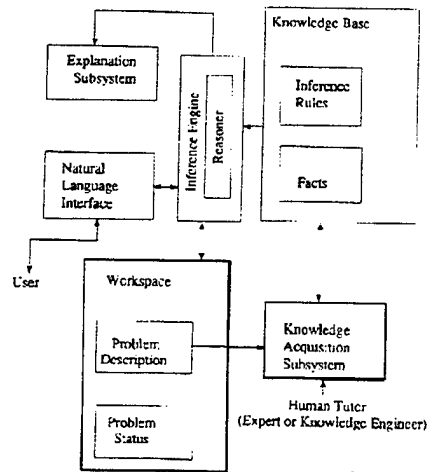 Knowledge Base
Explanation
Subsystem
Inference Engine
Reasoner
Inference
Rules
Natural
Language
Interface
Facts
User
Workspace
Problem
Description
Knowledge
Acquisition
Subsystem
Problem
Status
Human Tutor
(Expert or Knowledge Engineer)